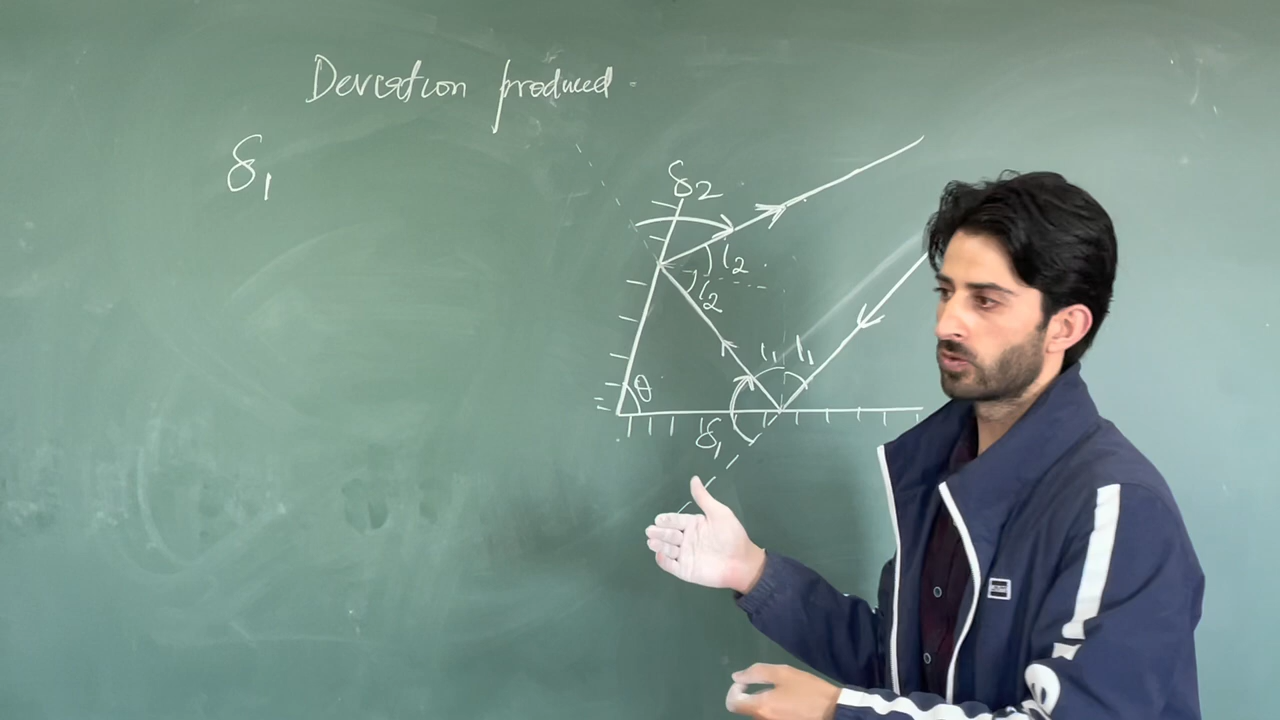 Deviation produced
δ₁
δ₂
i₂
i₂
i₁ i₁
θ
δ₁